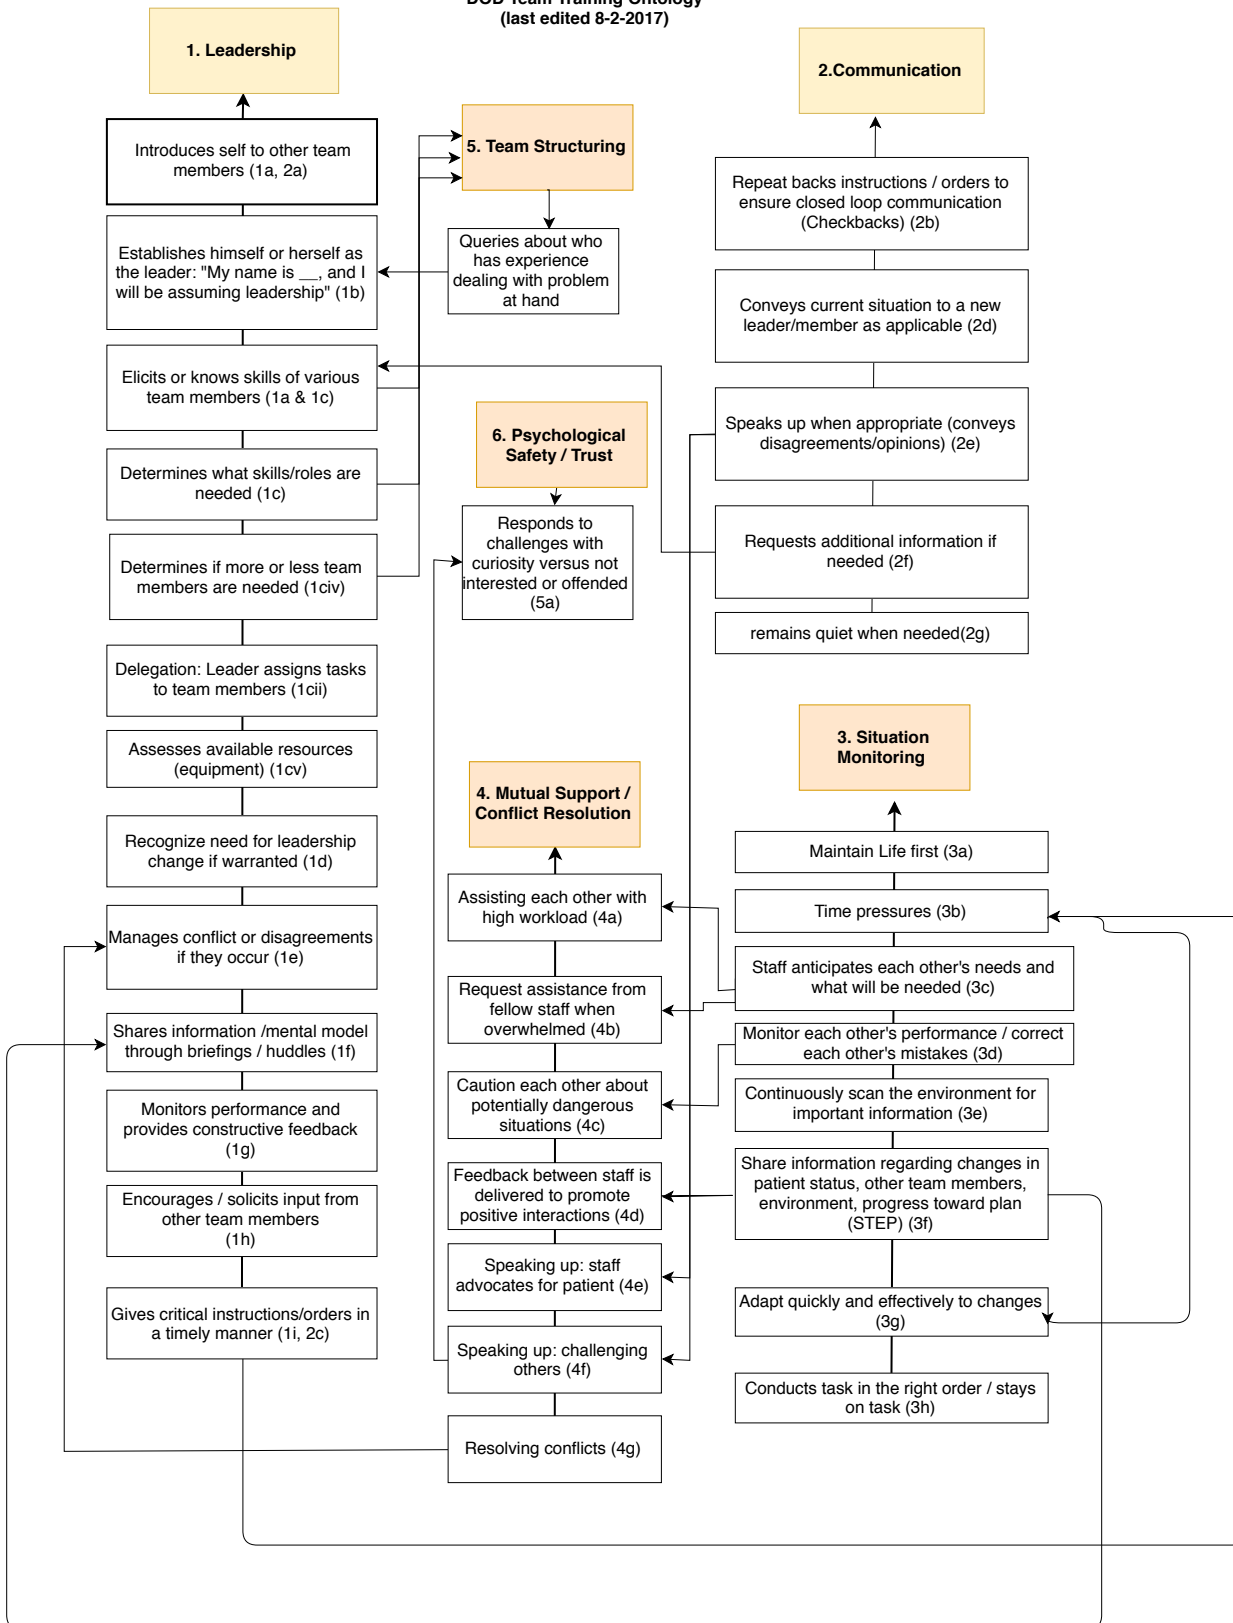 DOD Team Training Ontology
(last edited 8-2-2017)
1. Leadership
Introduces self to other team
members (1a, 2a)
Establishes himself or herself as
the leader: "My name is __, and I
will be assuming leadership" (1b)
Elicits or knows skills of various
team members (1a & 1c)
Determines what skills/roles are
needed (1c)
Determines if more or less team
members are needed (1civ)
Delegation: Leader assigns tasks
to team members (1cii)
Assesses available resources
(equipment) (1cv)
Recognize need for leadership
change if warranted (1d)
Manages conflict or disagreements
if they occur (1e)
Shares information /mental model
through briefings / huddles (1f)
Monitors performance and
provides constructive feedback
(1g)
Encourages / solicits input from
other team members
(1h)
Gives critical instructions/orders in
a timely manner (1i, 2c)
5. Team Structuring
Queries about who
has experience
dealing with problem
at hand
6. Psychological
Safety / Trust
Responds to
challenges with
curiosity versus not
interested or offended
(5a)
4. Mutual Support /
Conflict Resolution
Assisting each other with
high workload (4a)
Request assistance from
fellow staff when
overwhelmed (4b)
Caution each other about
potentially dangerous
situations (4c)
Feedback between staff is
delivered to promote
positive interactions (4d)
Speaking up: staff
advocates for patient (4e)
Speaking up: challenging
others (4f)
Resolving conflicts (4g)
2.Communication
Repeat backs instructions / orders to
ensure closed loop communication
(Checkbacks) (2b)
Conveys current situation to a new
leader/member as applicable (2d)
Speaks up when appropriate (conveys
disagreements/opinions) (2e)
Requests additional information if
needed (2f)
remains quiet when needed(2g)
3. Situation
Monitoring
Maintain Life first (3a)
Time pressures (3b)
Staff anticipates each other's needs and
what will be needed (3c)
Monitor each other's performance / correct
each other's mistakes (3d)
Continuously scan the environment for
important information (3e)
Share information regarding changes in
patient status, other team members,
environment, progress toward plan
(STEP) (3f)
Adapt quickly and effectively to changes
(3g)
Conducts task in the right order / stays
on task (3h)